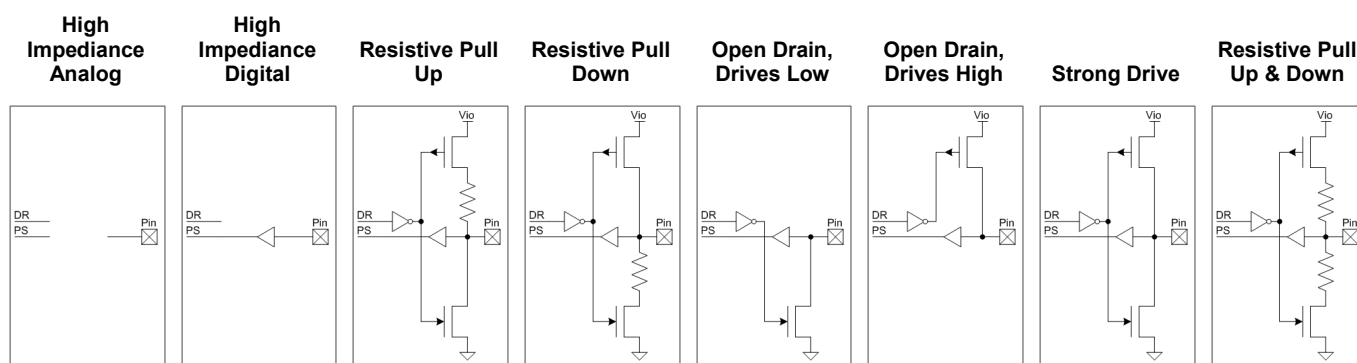 High
Impediance
Analog
High
Impediance
Digital
Resistive Pull
Up
Resistive Pull
Down
Open Drain,
Drives Low
Open Drain,
Drives High
Strong Drive
Resistive Pull
Up & Down
DR
PS
Pin
DR
PS
Pin
Vio
DR
PS
Pin
Vio
DR
PS
Pin
DR
PS
Pin
Vio
DR
PS
Pin
Vio
DR
PS
Pin
Vio
DR
PS
Pin